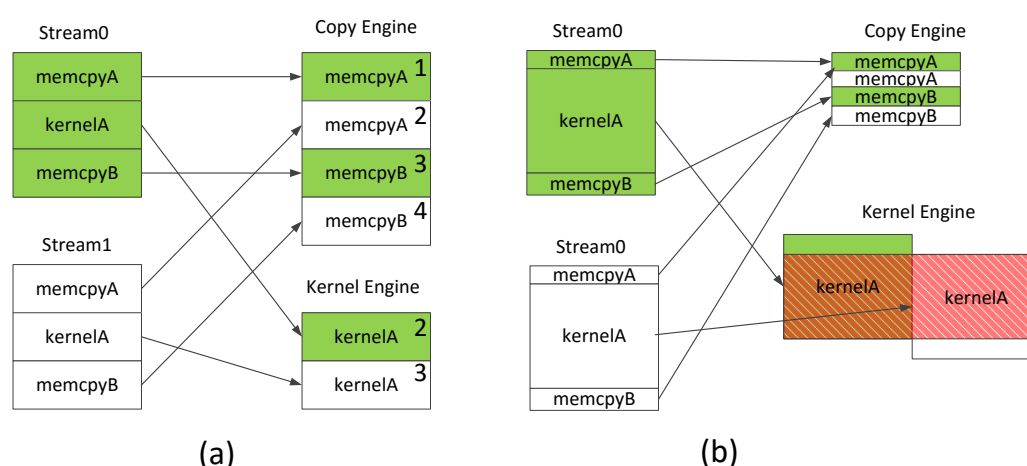 Stream0
memcpyA
kernelA
memcpyB
Stream1
memcpyA
kernelA
memcpyB
Copy Engine
memcpyA 1
memcpyA 2
memcpyB 3
memcpyB 4
Kernel Engine
kernelA 2
kernelA 3
(a)
Stream0
memcpyA
kernelA
memcpyB
Stream0
memcpyA
kernelA
memcpyB
Copy Engine
memcpyA
memcpyA
memcpyB
memcpyB
Kernel Engine
kernelA
kernelA
(b)